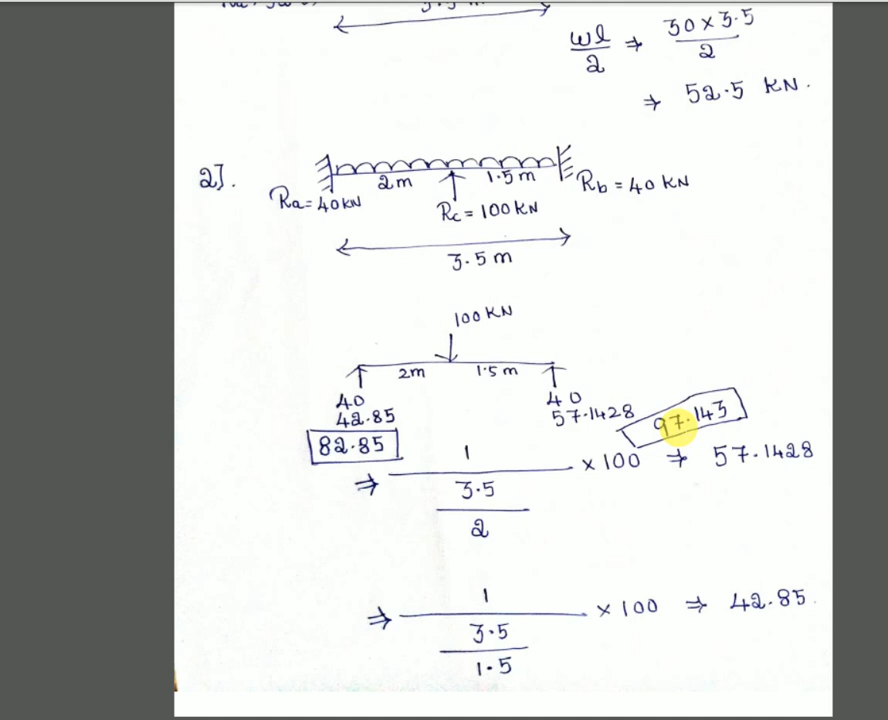 wl/2 ⇒ 30 × 3.5/2
⇒ 52.5 KN.
2].
2m 1.5m
Ra = 40 KN Rc = 100 KN Rb = 40 KN
3.5 m
100 KN
2m 1.5m
40 40
42.85 57.1428 97.143
82.85
⇒ 1/(3.5/2) × 100 ⇒ 57.1428
⇒ 1/(3.5/1.5) × 100 ⇒ 42.85.